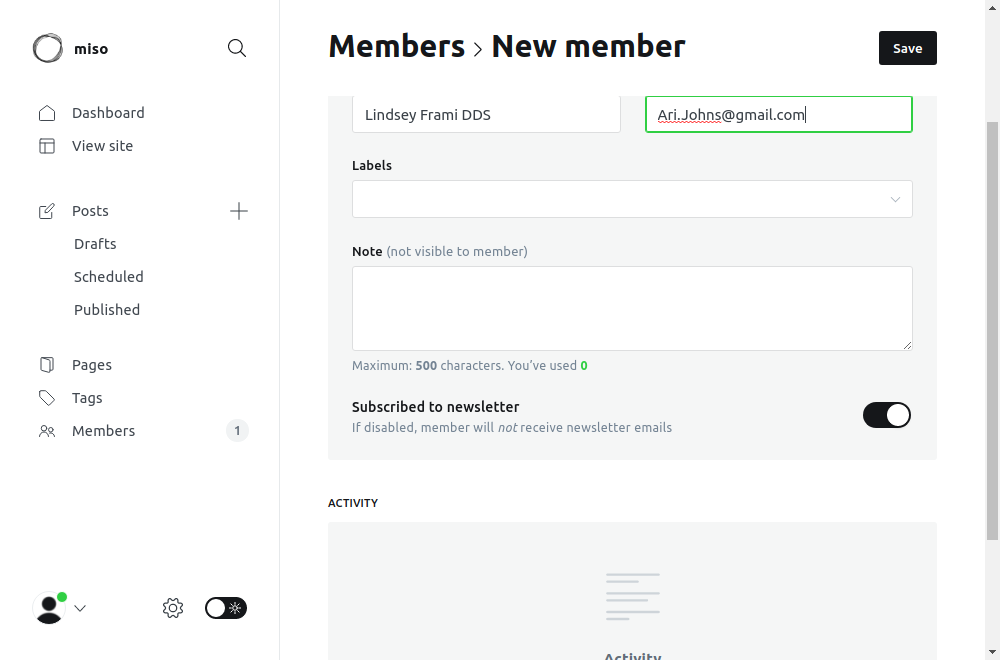 miso
Members > New member
Save
Dashboard
View site
Posts
Drafts
Scheduled
Published
Pages
Tags
Members 1
Lindsey Frami DDS
Ari.Johns@gmail.com
Labels
Note (not visible to member)
Maximum: 500 characters. You've used 0
Subscribed to newsletter
If disabled, member will not receive newsletter emails
ACTIVITY
Activity